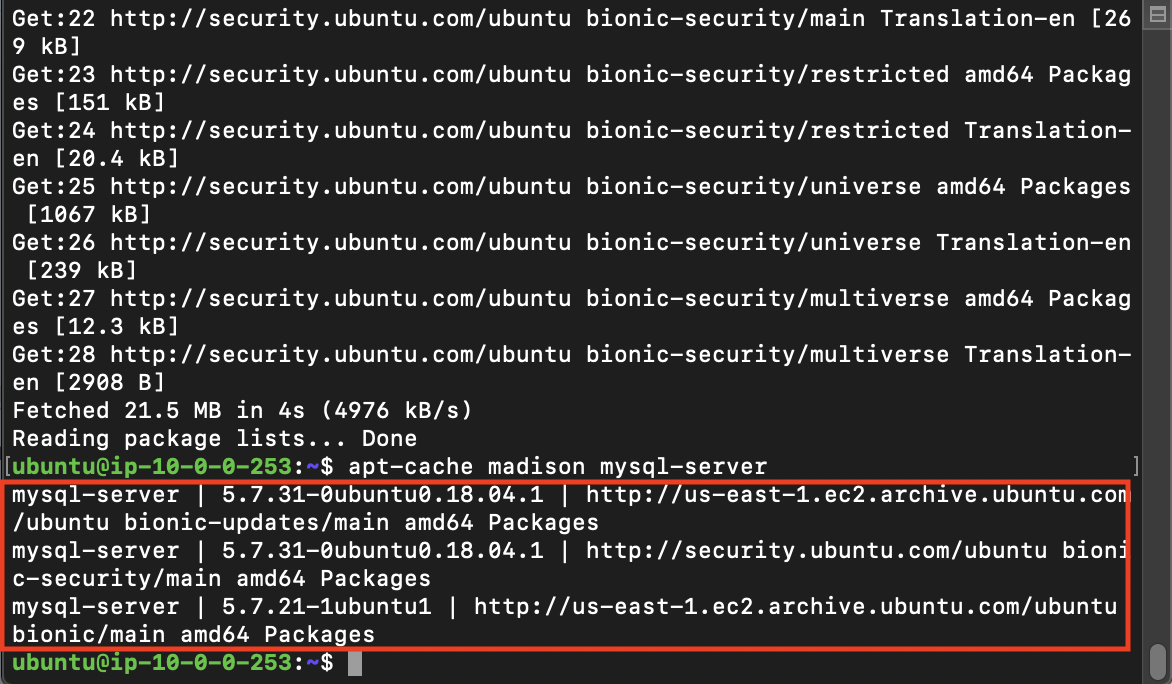 Get:22 http://security.ubuntu.com/ubuntu bionic-security/main Translation-en [26
9 kB]
Get:23 http://security.ubuntu.com/ubuntu bionic-security/restricted amd64 Packag
es [151 kB]
Get:24 http://security.ubuntu.com/ubuntu bionic-security/restricted Translation-
en [20.4 kB]
Get:25 http://security.ubuntu.com/ubuntu bionic-security/universe amd64 Packages
 [1067 kB]
Get:26 http://security.ubuntu.com/ubuntu bionic-security/universe Translation-en
 [239 kB]
Get:27 http://security.ubuntu.com/ubuntu bionic-security/multiverse amd64 Packag
es [12.3 kB]
Get:28 http://security.ubuntu.com/ubuntu bionic-security/multiverse Translation-
en [2908 B]
Fetched 21.5 MB in 4s (4976 kB/s)
Reading package lists... Done
[ubuntu@ip-10-0-0-253:~$ apt-cache madison mysql-server ]
mysql-server | 5.7.31-0ubuntu0.18.04.1 | http://us-east-1.ec2.archive.ubuntu.com
/ubuntu bionic-updates/main amd64 Packages
mysql-server | 5.7.31-0ubuntu0.18.04.1 | http://security.ubuntu.com/ubuntu bioni
c-security/main amd64 Packages
mysql-server | 5.7.21-1ubuntu1 | http://us-east-1.ec2.archive.ubuntu.com/ubuntu
bionic/main amd64 Packages
ubuntu@ip-10-0-0-253:~$